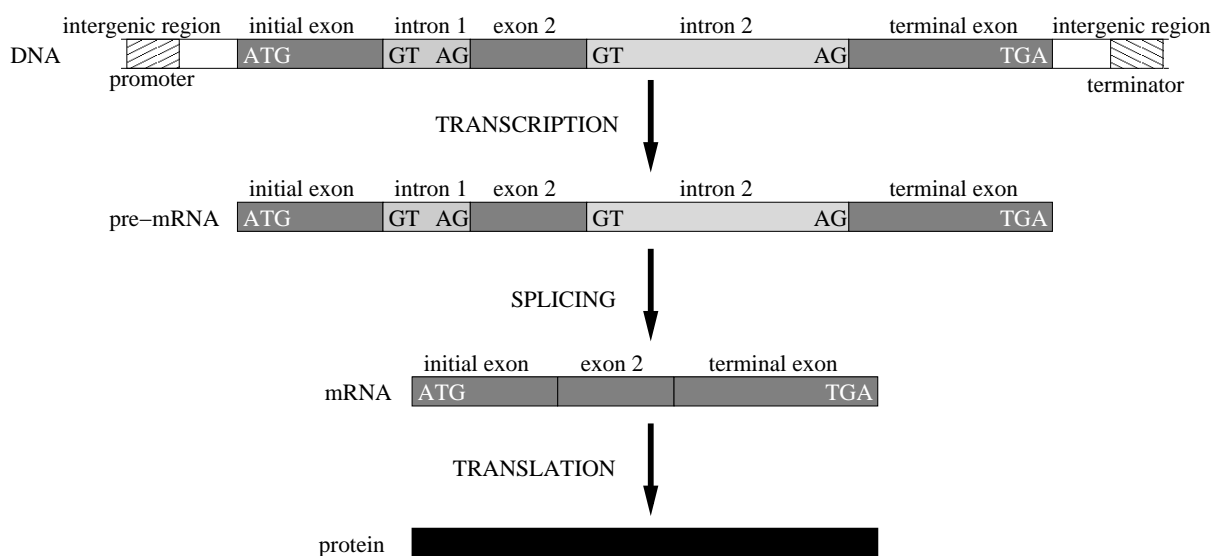 intergenic region initial exon intron 1 exon 2 intron 2 terminal exon intergenic region
DNA ATG GT AG GT AG TGA
promoter terminator
TRANSCRIPTION
initial exon intron 1 exon 2 intron 2 terminal exon
pre−mRNA ATG GT AG GT AG TGA
SPLICING
initial exon exon 2 terminal exon
mRNA ATG TGA
TRANSLATION
protein